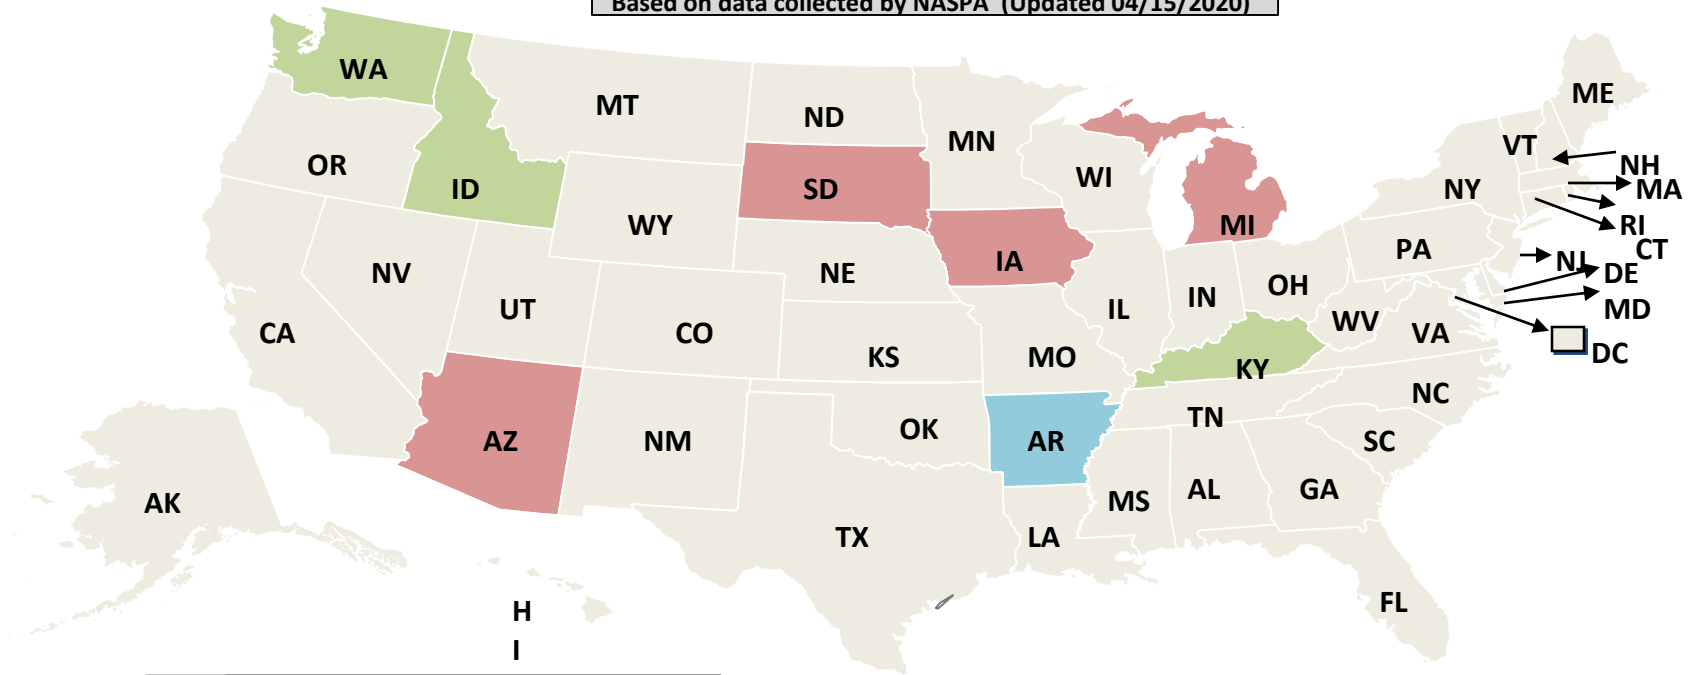 Based on data collected by NASPA (Updated 04/15/2020)
WA
MT
ND
MN
ME
VT
OR
ID
SD
WI
NY
NH
MA
WY
MI
RI
PA
CT
NV
NE
IA
NJ
DE
UT
IL
IN
OH
MD
CA
CO
WV
VA
KS
MO
DC
KY
NC
TN
AZ
NM
OK
AR
SC
AK
MS
AL
GA
TX
LA
FL
H
I